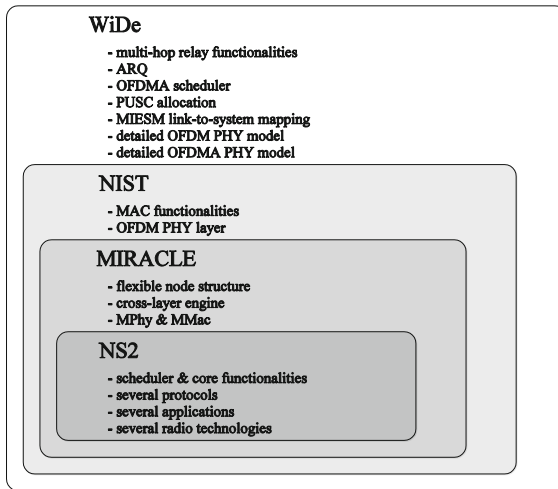 WiDe
- multi-hop relay functionalities
- ARQ
- OFDMA scheduler
- PUSC allocation
- MIESM link-to-system mapping
- detailed OFDM PHY model
- detailed OFDMA PHY model
NIST
- MAC functionalities
- OFDM PHY layer
MIRACLE
- flexible node structure
- cross-layer engine
- MPhy & MMac
NS2
- scheduler & core functionalities
- several protocols
- several applications
- several radio technologies